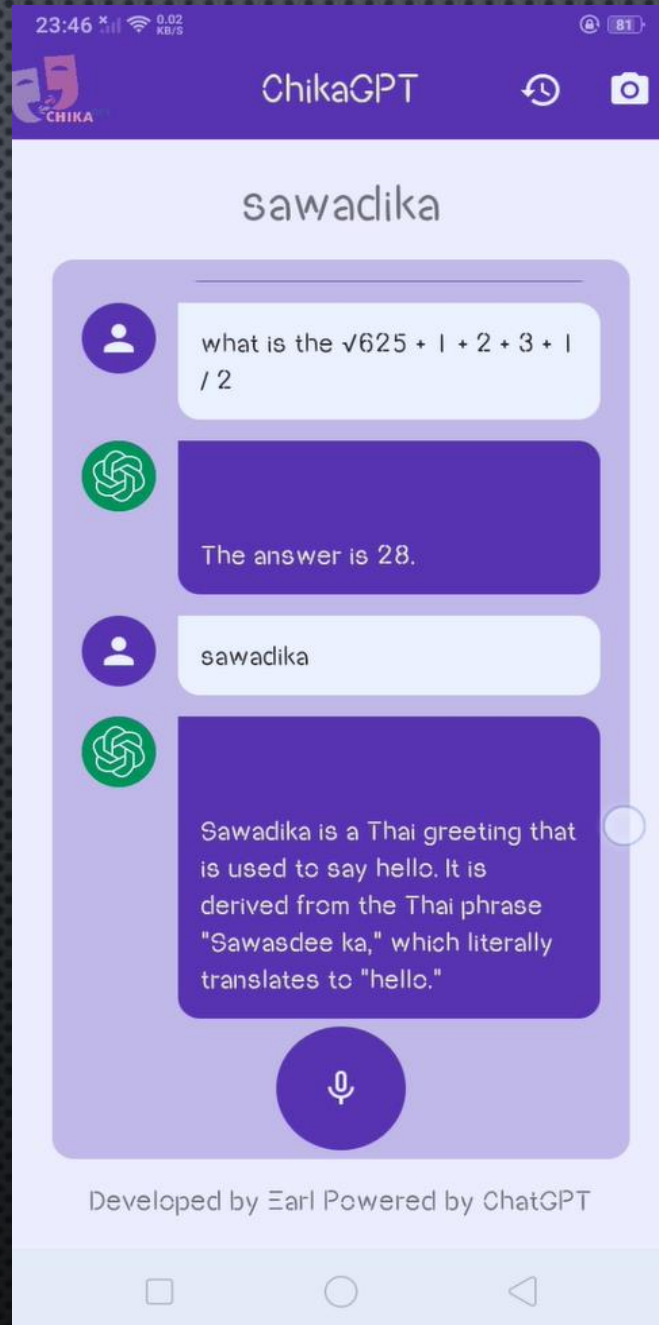 23:46 0.02 KB/S 81
CHIKA
ChikaGPT
sawadika
what is the √625 + 1 + 2 + 3 + 1
/ 2
The answer is 28.
sawadika
Sawadika is a Thai greeting that
is used to say hello. It is
derived from the Thai phrase
"Sawasdee ka," which literally
translates to "hello."
Developed by Earl Powered by ChatGPT